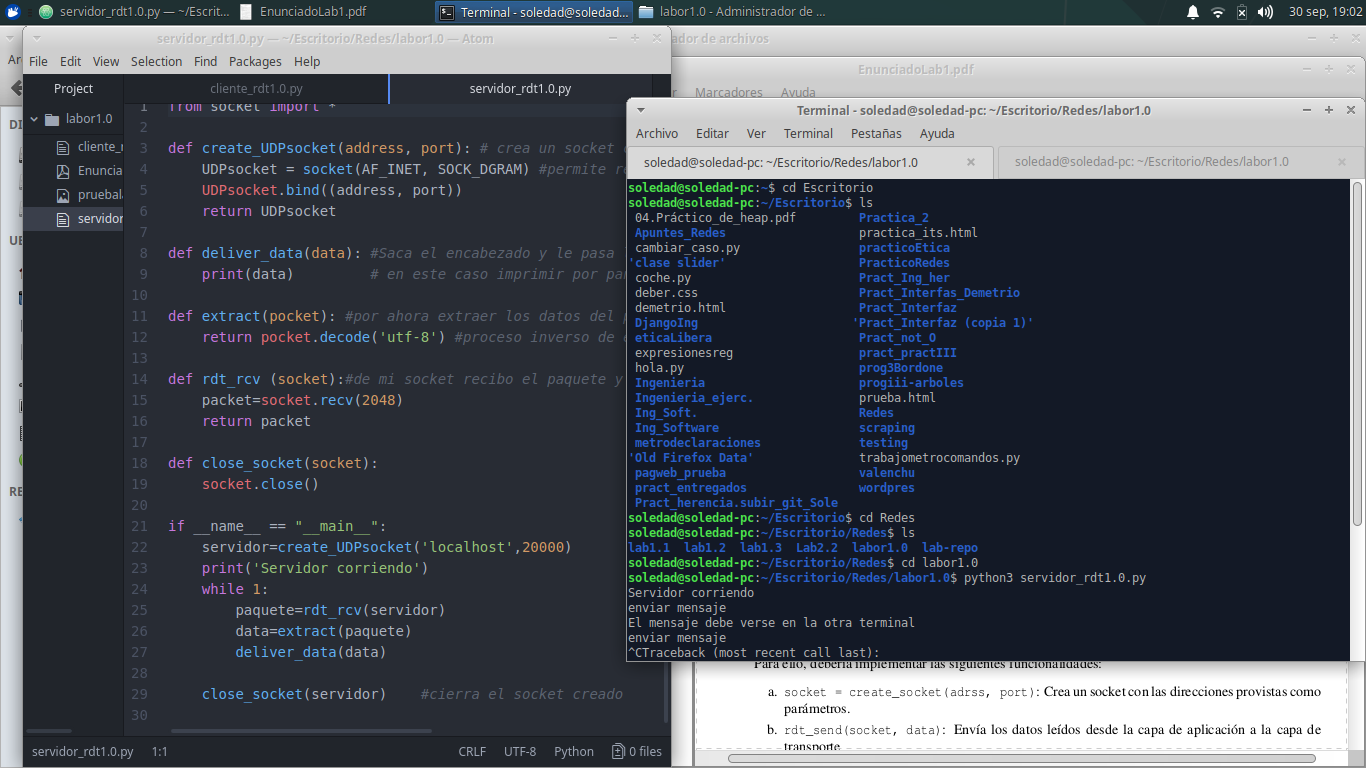 servidor_rdt1.0.py — ~/Escrit...
EnunciadoLab1.pdf
Terminal - soledad@soledad...
labor1.0 - Administrador de ...
30 sep, 19:02
servidor_rdt1.0.py — ~/Escritorio/Redes/labor1.0 — Atom
ador de archivos
File Edit View Selection Find Packages Help
EnunciadoLab1.pdf
Marcadores Ayuda
Project
cliente_rdt1.0.py
servidor_rdt1.0.py
labor1.0
cliente_r
Enuncia
prueba
servidor
1 from socket import *
2
3 def create_UDPsocket(address, port): # crea un socket
4 UDPsocket = socket(AF_INET, SOCK_DGRAM) #permite
5 UDPsocket.bind((address, port))
6 return UDPsocket
7
8 def deliver_data(data): #Saca el encabezado y le pasa
9 print(data) # en este caso imprimir por pan
10
11 def extract(pocket): #por ahora extraer los datos del
12 return pocket.decode('utf-8') #proceso inverso de
13
14 def rdt_rcv (socket):#de mi socket recibo el paquete y
15 packet=socket.recv(2048)
16 return packet
17
18 def close_socket(socket):
19 socket.close()
20
21 if __name__ == "__main__":
22 servidor=create_UDPsocket('localhost',20000)
23 print('Servidor corriendo')
24 while 1:
25 paquete=rdt_rcv(servidor)
26 data=extract(paquete)
27 deliver_data(data)
29 close_socket(servidor) #cierra el socket creado
30
servidor_rdt1.0.py 1:1
CRLF UTF-8 Python 0 files
Terminal - soledad@soledad-pc: ~/Escritorio/Redes/labor1.0
Archivo Editar Ver Terminal Pestañas Ayuda
soledad@soledad-pc: ~/Escritorio/Redes/labor1.0
soledad@soledad-pc: ~/Escritorio/Redes/labor1.0
soledad@soledad-pc:~$ cd Escritorio
soledad@soledad-pc:~/Escritorio$ ls
04.Práctico_de_heap.pdf Practica_2
Apuntes_Redes practica_its.html
cambiar_caso.py practicoEtica
'clase slider' PracticoRedes
coche.py Pract_Ing_her
deber.css Pract_Interfas_Demetrio
demetrio.html Pract_Interfaz
DjangoIng 'Pract_Interfaz (copia 1)'
eticaLibera Pract_not_O
expresionesreg pract_practIII
hola.py prog3Bordone
Ingenieria progiii-arboles
Ingenieria_ejerc. prueba.html
Ing_Soft. Redes
Ing_Software scraping
metrodeclaraciones testing
'Old Firefox Data' trabajometrocomandos.py
pagweb_prueba valenchu
pract_entregados wordpres
Pract_herencia.subir_git_Sole
soledad@soledad-pc:~/Escritorio$ cd Redes
soledad@soledad-pc:~/Escritorio/Redes$ ls
lab1.1 lab1.2 lab1.3 Lab2.2 labor1.0 lab-repo
soledad@soledad-pc:~/Escritorio/Redes$ cd labor1.0
soledad@soledad-pc:~/Escritorio/Redes/labor1.0$ python3 servidor_rdt1.0.py
Servidor corriendo
enviar mensaje
El mensaje debe verse en la otra terminal
enviar mensaje
^CTraceback (most recent call last):
Para ello, debería implementar las siguientes funcionalidades:
a. socket = create_socket(adrss, port): Crea un socket con las direcciones provistas como
parámetros.
b. rdt_send(socket, data): Envía los datos leídos desde la capa de aplicación a la capa de
transporte